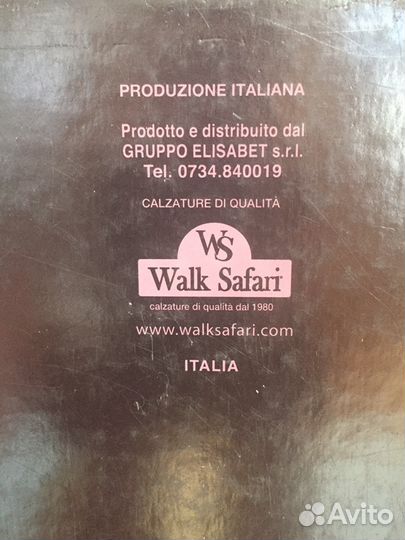 PRODUZIONE ITALIANA
Prodotto e distribuito dal
GRUPPO ELISABET s.r.l.
Tel. 0734.840019
CALZATURE DI QUALITÀ
WS
Walk Safari
calzature di qualità dal 1980
www.walksafari.com
ITALIA
Avito